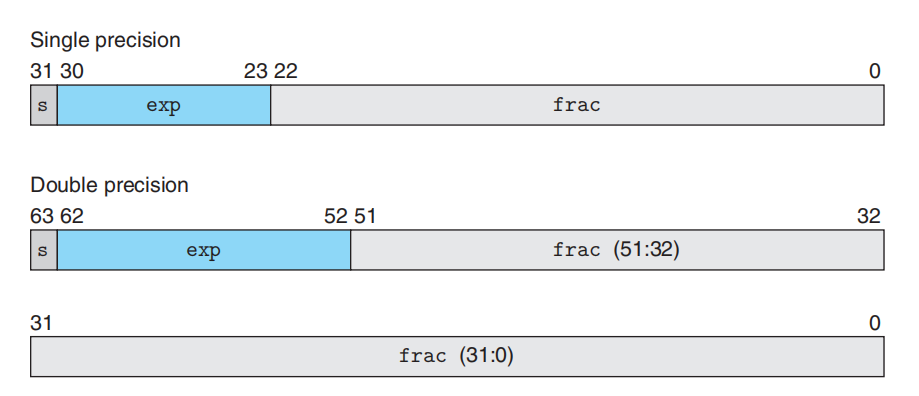 Single precision
31 30 23 22 0
s exp frac
Double precision
63 62 52 51 32
s exp frac (51:32)
31 0
frac (31:0)